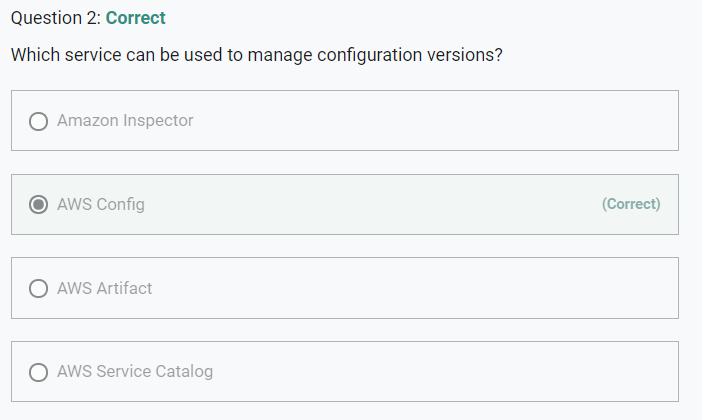 Question 2: Correct
Which service can be used to manage configuration versions?
Amazon Inspector
AWS Config (Correct)
AWS Artifact
AWS Service Catalog